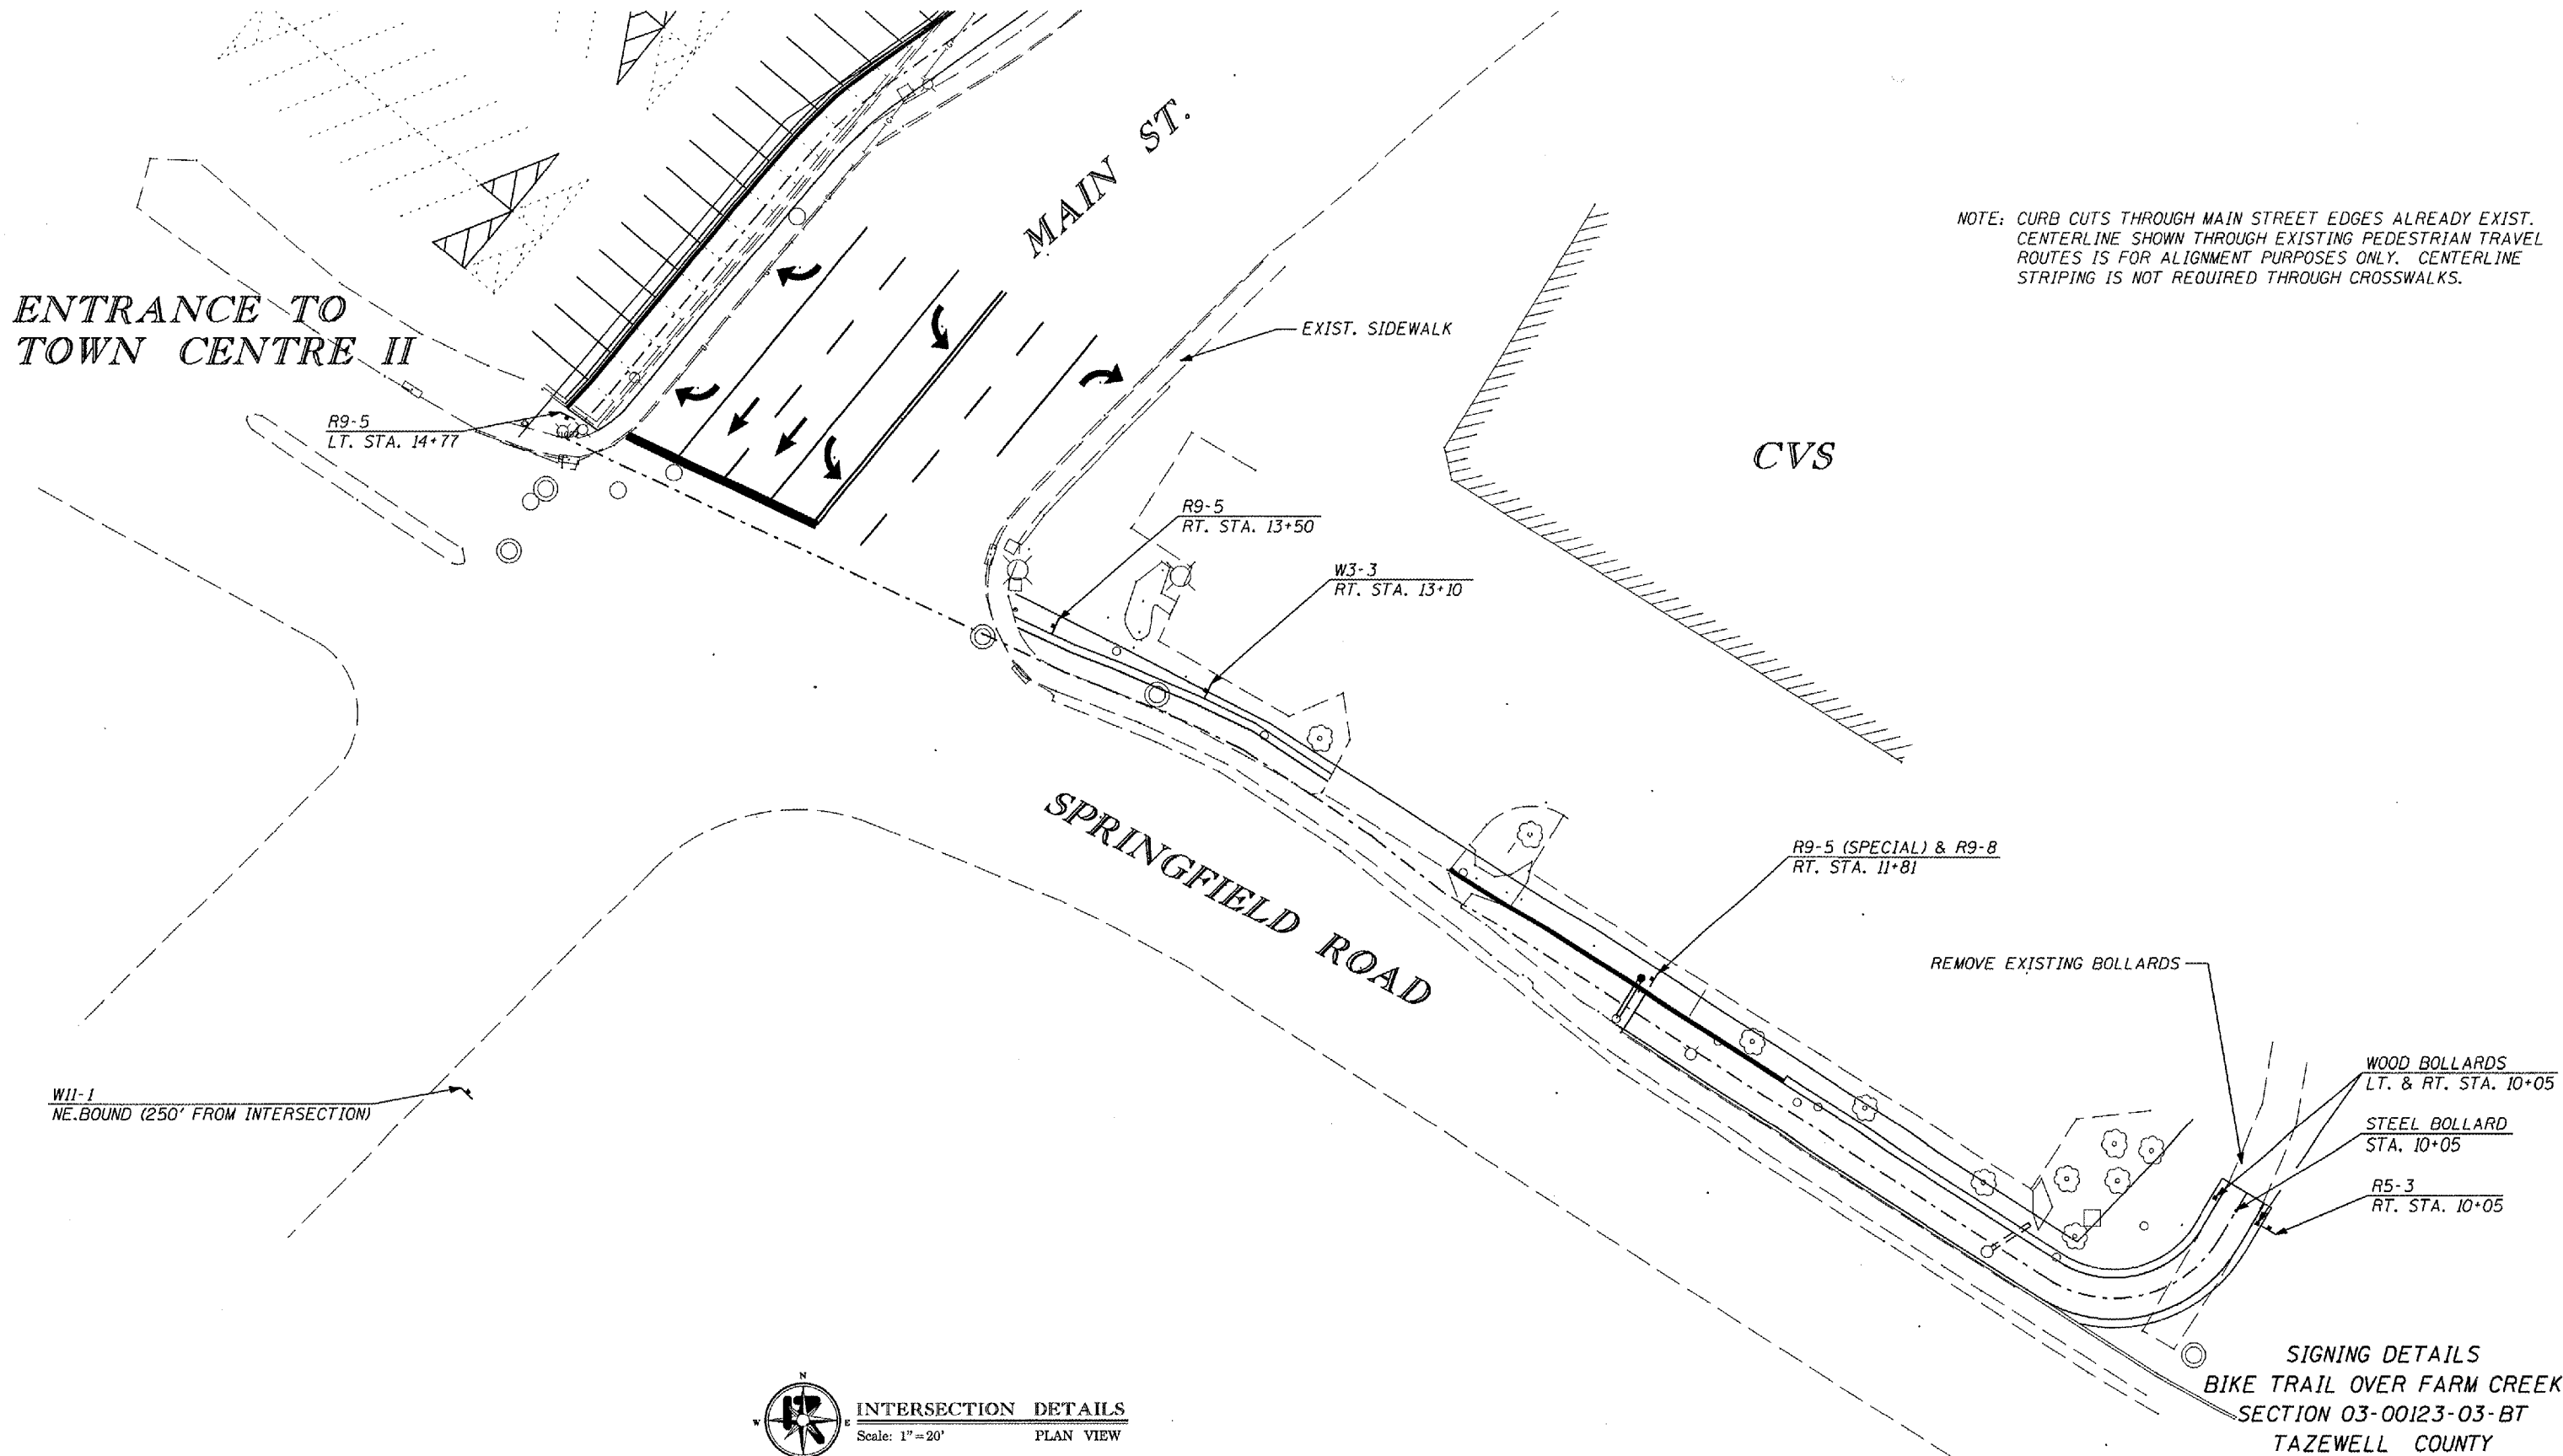 MAIN ST.
NOTE: CURB CUTS THROUGH MAIN STREET EDGES ALREADY EXIST.
CENTERLINE SHOWN THROUGH EXISTING PEDESTRIAN TRAVEL
ROUTES IS FOR ALIGNMENT PURPOSES ONLY. CENTERLINE
STRIPING IS NOT REQUIRED THROUGH CROSSWALKS.
ENTRANCE TO
TOWN CENTRE II
EXIST. SIDEWALK
R9-5
LT. STA. 14+77
CVS
R9-5
RT. STA. 13+50
W3-3
RT. STA. 13+10
SPRINGFIELD ROAD
R9-5 (SPECIAL) & R9-8
RT. STA. 11+81
REMOVE EXISTING BOLLARDS
W11-1
NE.BOUND (250' FROM INTERSECTION)
WOOD BOLLARDS
LT. & RT. STA. 10+05
STEEL BOLLARD
STA. 10+05
R5-3
RT. STA. 10+05
N
W E
INTERSECTION DETAILS
Scale: 1"=20' PLAN VIEW
SIGNING DETAILS
BIKE TRAIL OVER FARM CREEK
SECTION 03-00123-03-BT
TAZEWELL COUNTY